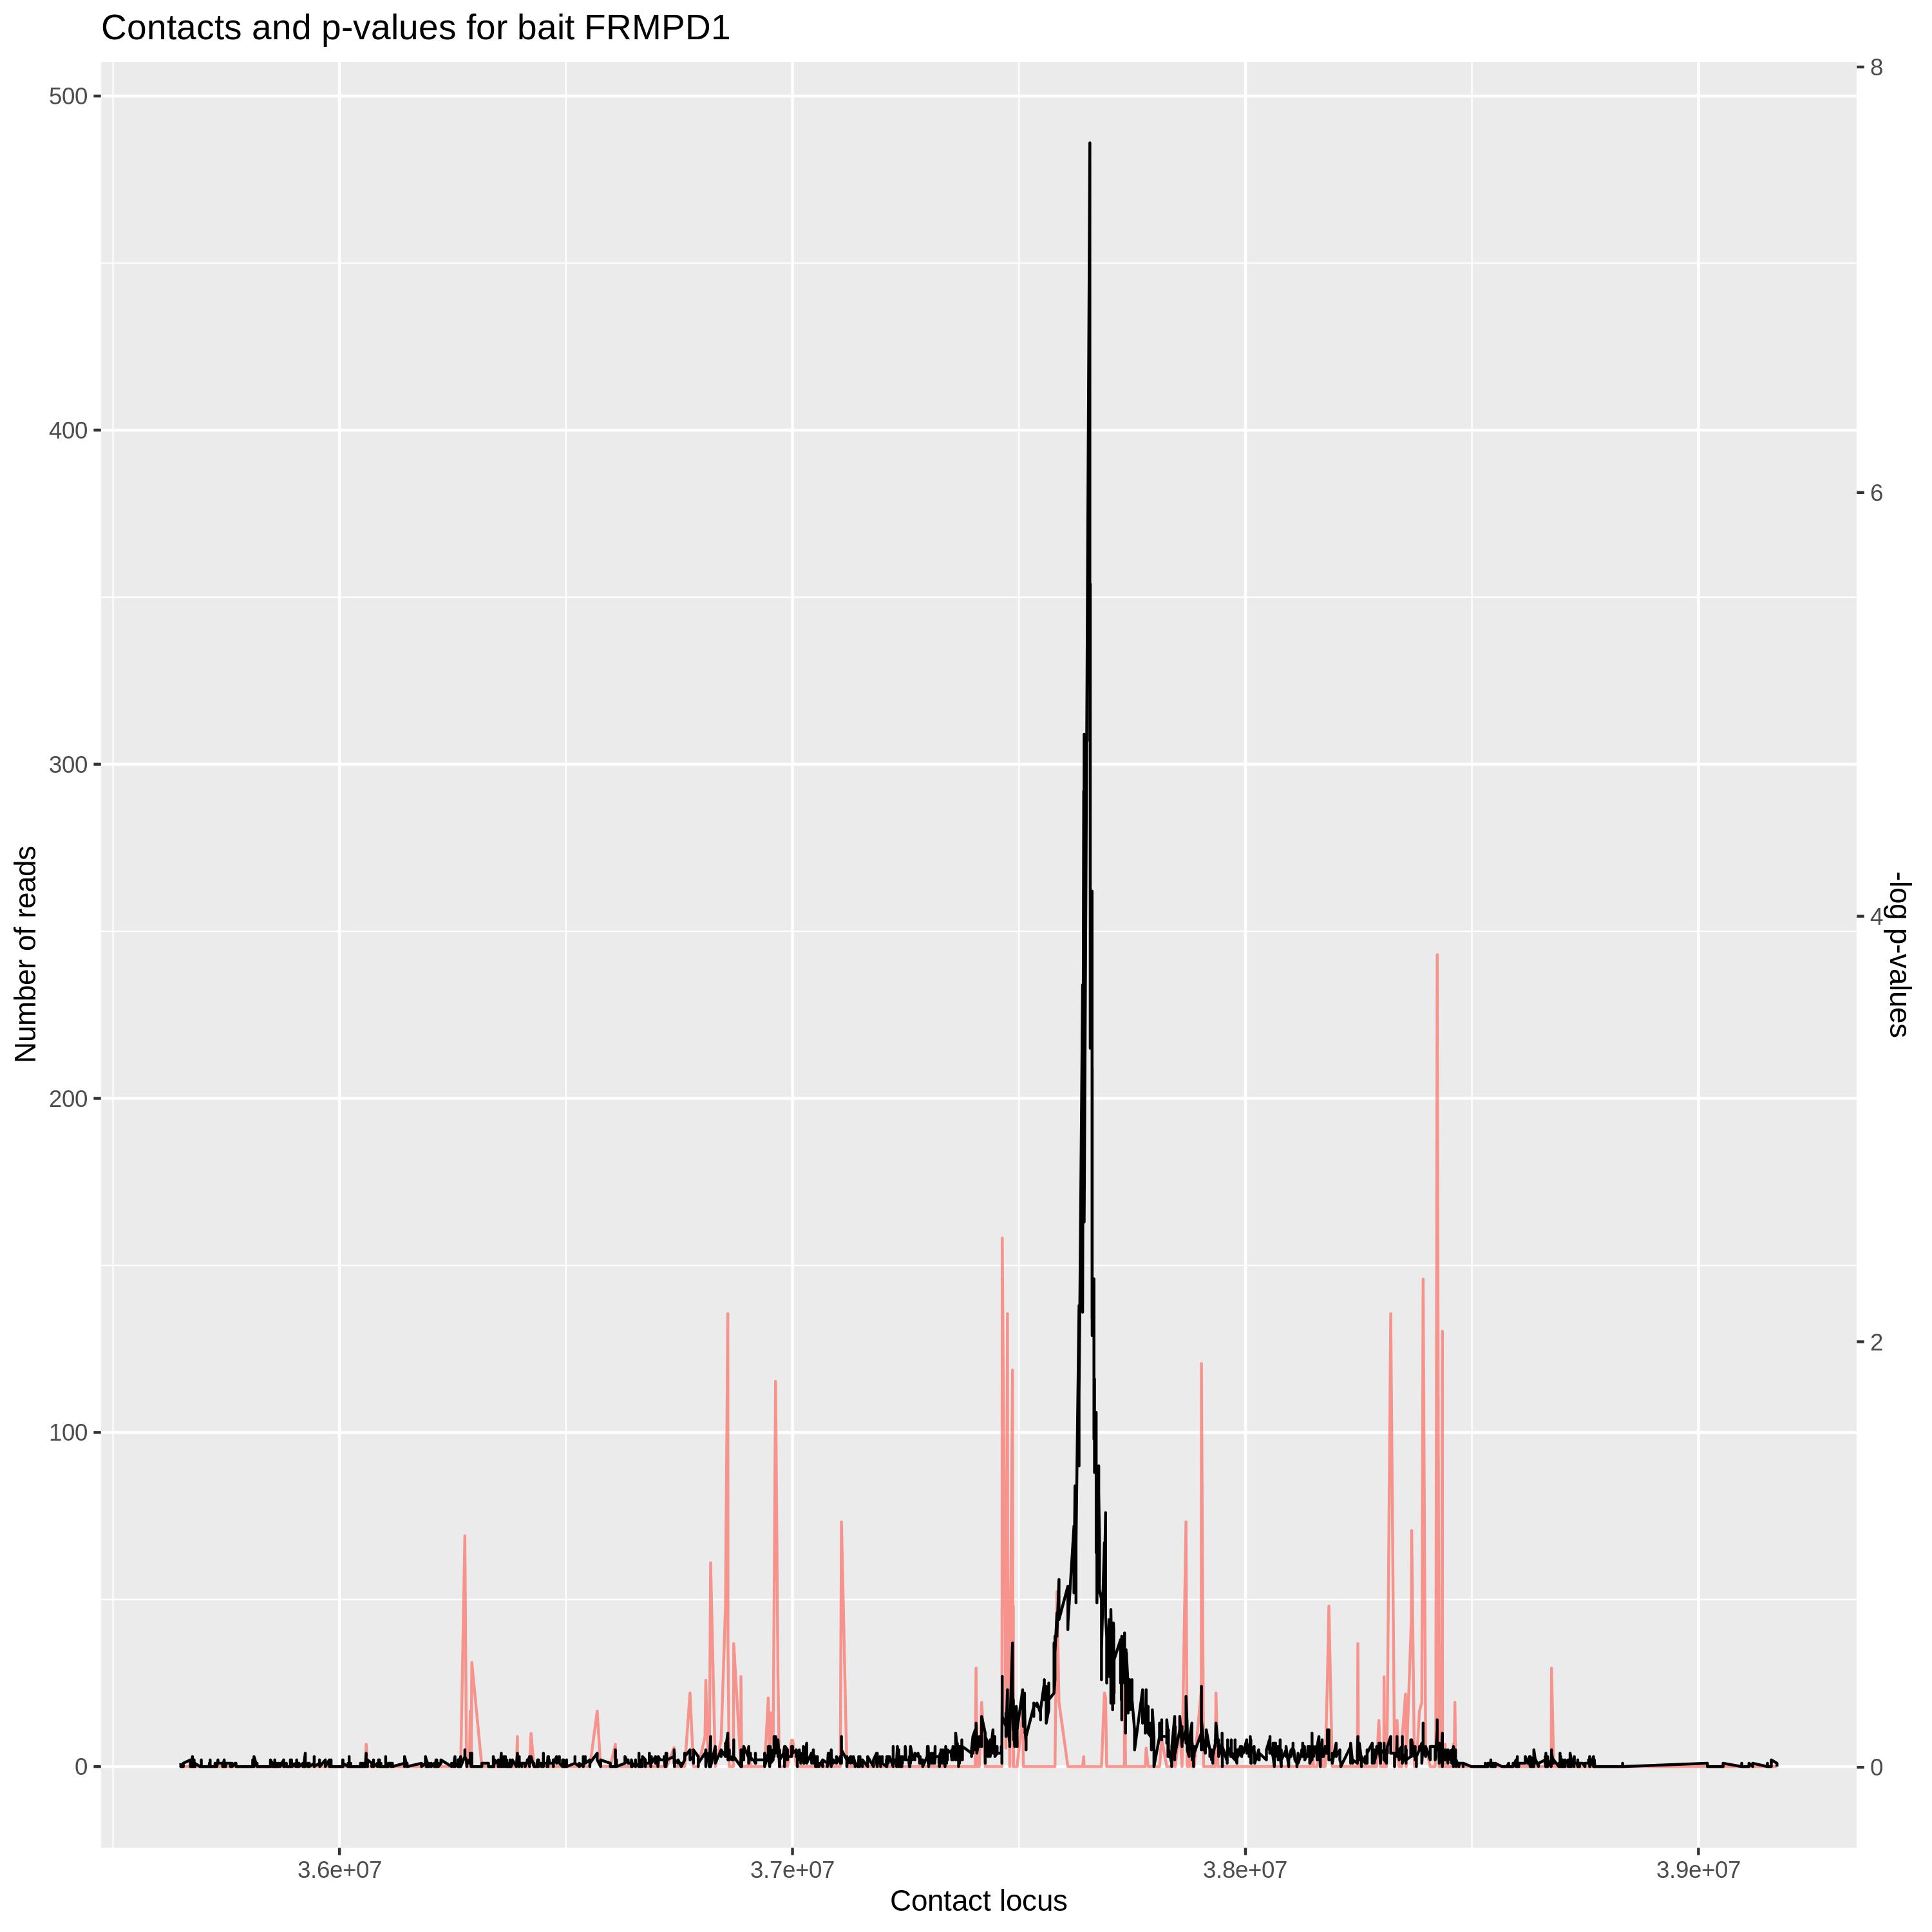 Contacts and p-values for bait FRMPD1
500
400
300
200
100
0
Number of reads
8
6
4
2
0
-log p-values
3.6e+07 3.7e+07 3.8e+07 3.9e+07
Contact locus